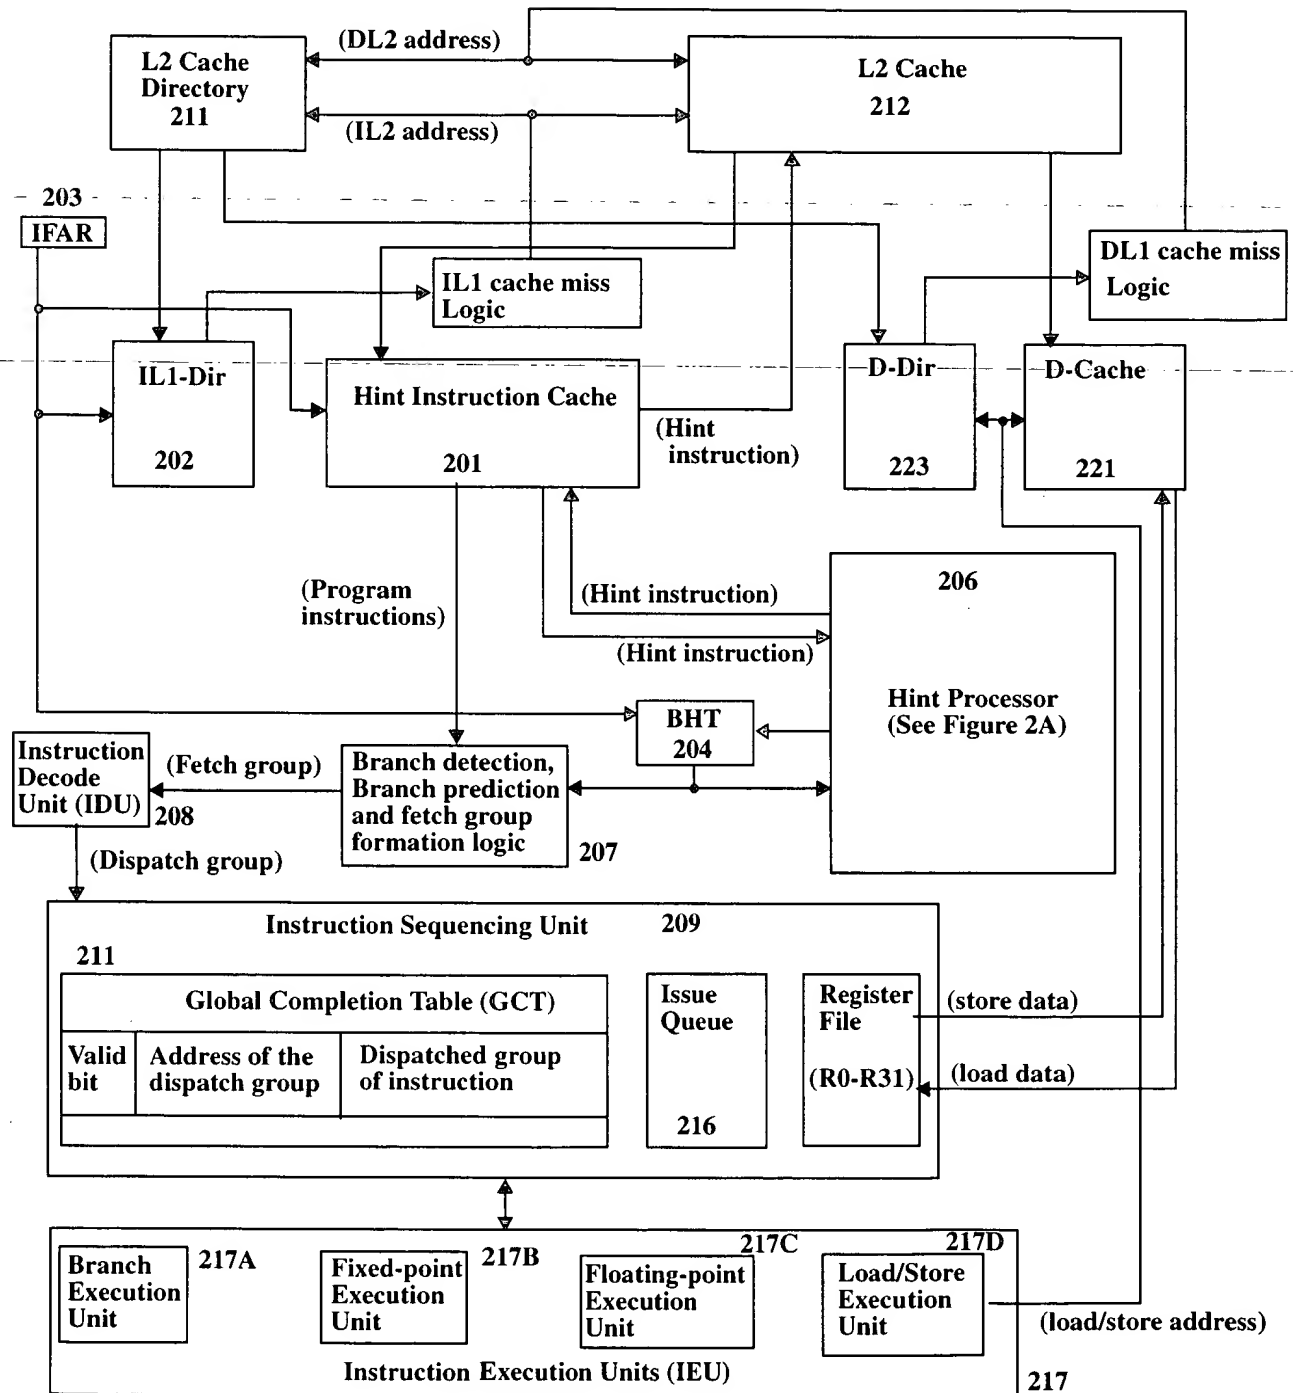 (DL2 address)
L2 Cache
Directory
211
L2 Cache
212
(IL2 address)
203
IFAR
IL1 cache miss
Logic
DL1 cache miss
Logic
IL1-Dir
202
Hint Instruction Cache
201
(Hint
instruction)
D-Dir
223
D-Cache
221
(Program
instructions)
(Hint instruction)
(Hint instruction)
206
Hint Processor
(See Figure 2A)
BHT
204
Instruction
Decode
Unit (IDU)
208
(Fetch group)
Branch detection,
Branch prediction
and fetch group
formation logic
207
(Dispatch group)
Instruction Sequencing Unit
209
211
Global Completion Table (GCT)
Valid
bit
Address of the
dispatch group
Dispatched group
of instruction
Issue
Queue
216
Register
File
(R0-R31)
(store data)
(load data)
Branch
Execution
Unit
217A
Fixed-point
Execution
Unit
217B
Floating-point
Execution
Unit
217C
Load/Store
Execution
Unit
217D
(load/store address)
Instruction Execution Units (IEU)
217